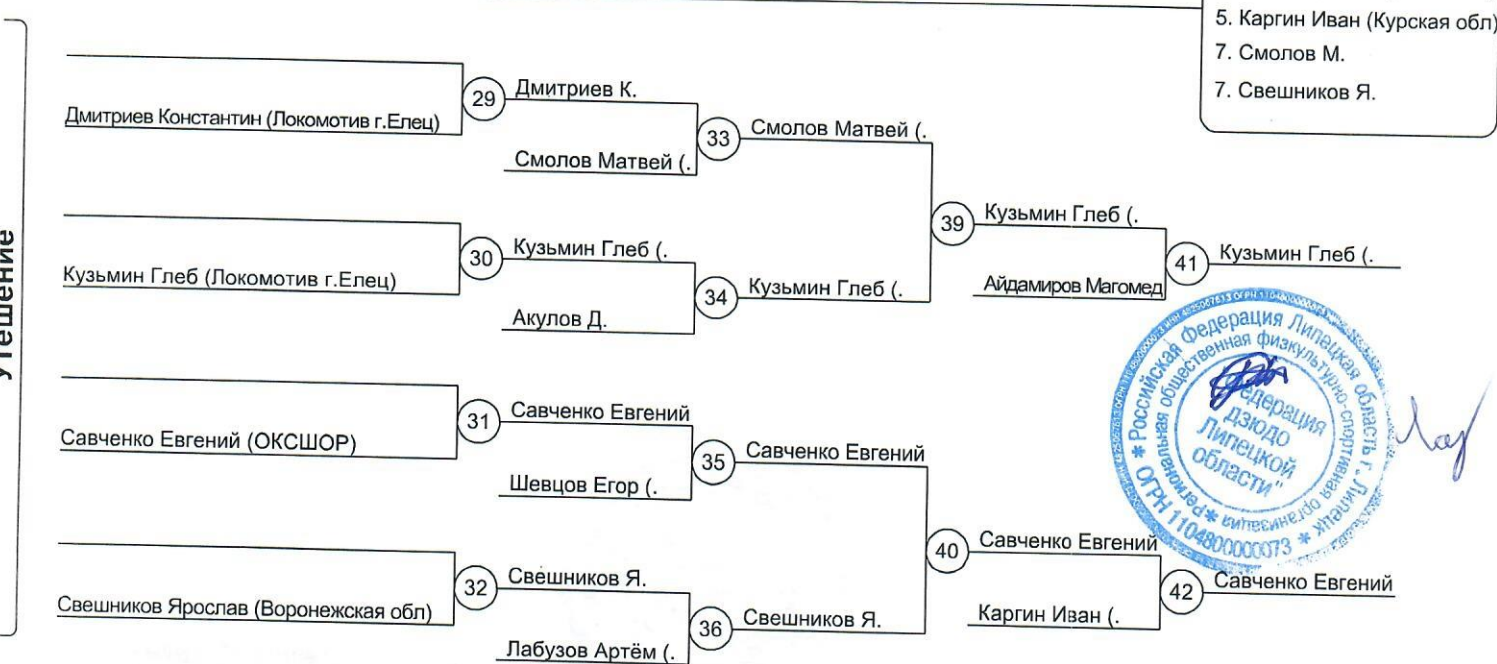 5. Каргин Иван (Курская обл)
7. Смолов М.
7. Свешников Я.
Утешение
Дмитриев Константин (Локомотив г.Елец)
29
Дмитриев К.
Смолов Матвей (.
33
Смолов Матвей (.
Кузьмин Глеб (Локомотив г.Елец)
30
Кузьмин Глеб (.
Акулов Д.
34
Кузьмин Глеб (.
39
Кузьмин Глеб (.
Айдамиров Магомед
41
Кузьмин Глеб (.
Савченко Евгений (ОКСШОР)
31
Савченко Евгений
Шевцов Егор (.
35
Савченко Евгений
Свешников Ярослав (Воронежская обл)
32
Свешников Я.
Лабузов Артём (.
36
Свешников Я.
40
Савченко Евгений
Каргин Иван (.
42
Савченко Евгений
* Российская Федерация Липецкая область г. Липецк * ОГРН 1104800000073
* Региональная общественная физкультурно-спортивная организация *
Федерация
дзюдо
Липецкой
области"